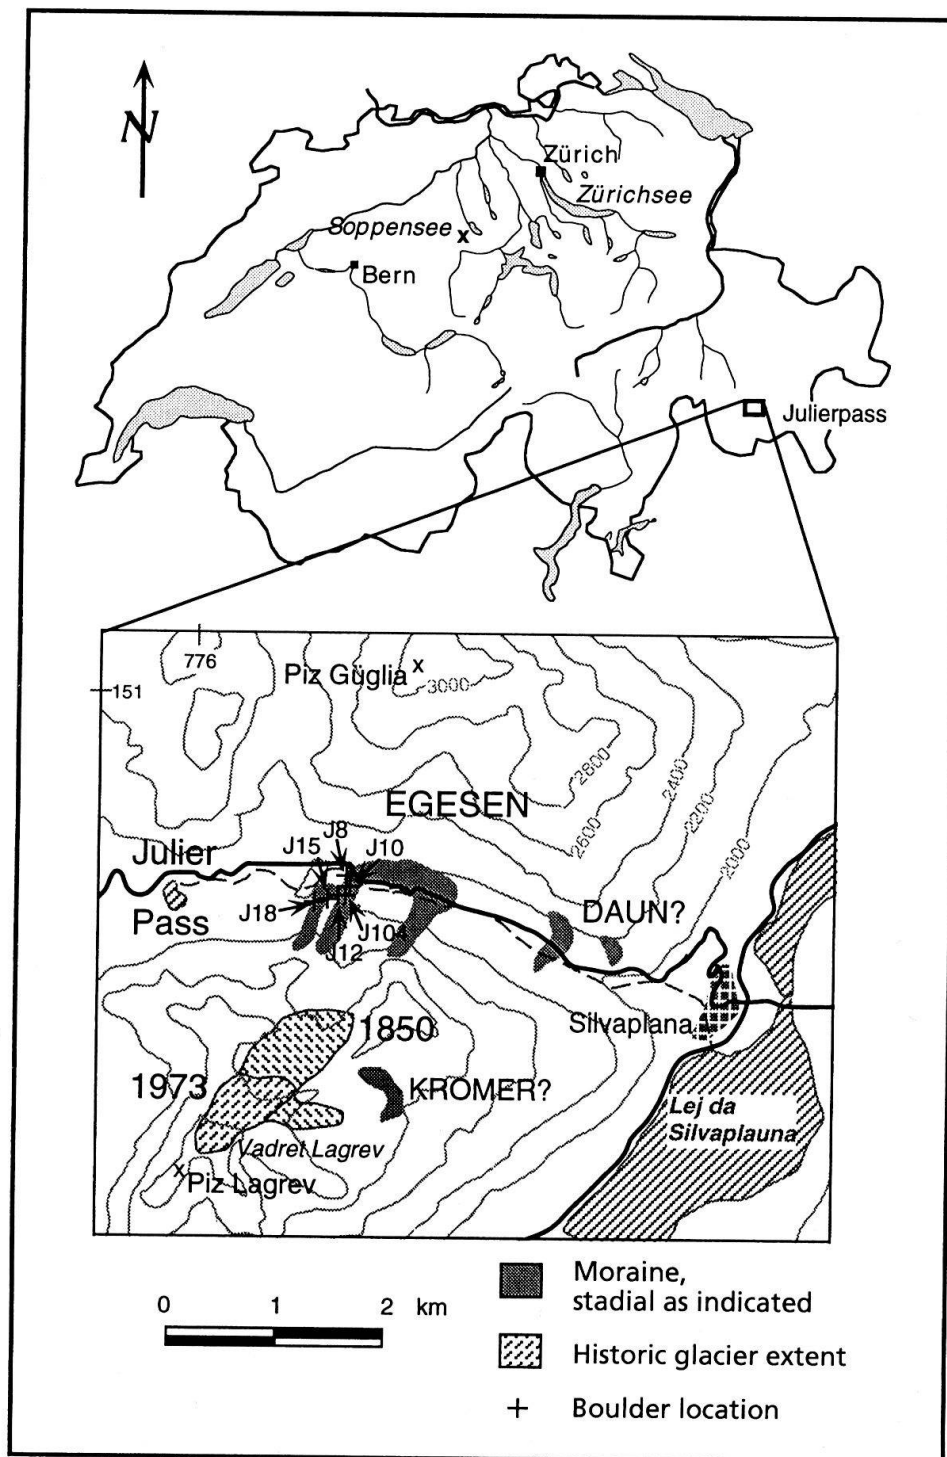 N
Zürich
Zürichsee
Soppensee x
Bern
Julierpass
776
151
Piz Güglia x
3000
2800
2600
2400
2200
2000
EGESEN
J8
J15
J10
Julier
Pass
J18
J104
J12
DAUN?
Silvaplana
1850
1973
KROMER?
Lej da
Silvaplauna
Vadret Lagrev
x Piz Lagrev
0 1 2 km
Moraine,
stadial as indicated
Historic glacier extent
+ Boulder location